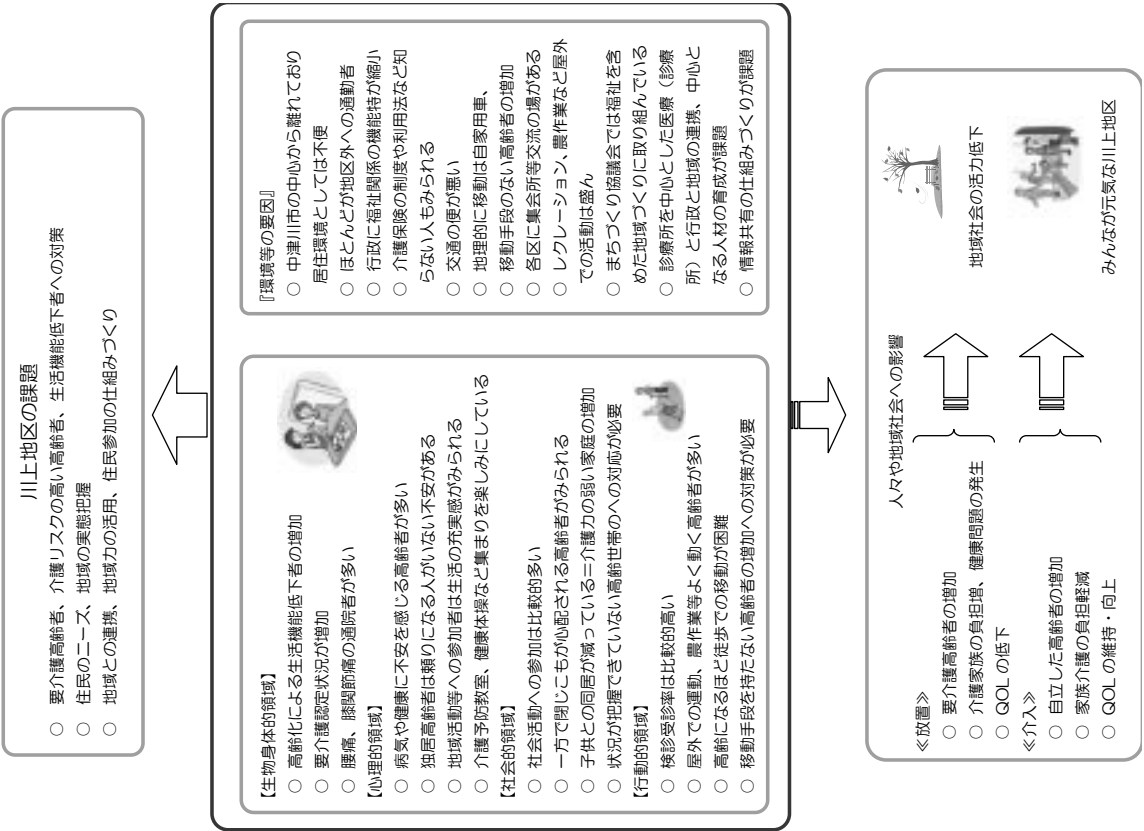 川上地区の課題
○ 要介護高齢者、介護リスクの高い高齢者、生活機能低下者への対策
○ 住民のニーズ、地域の実態把握
○ 地域との連携、地域力の活用、住民参加の仕組みづくり
【生物身体的領域】
○ 高齢化による生活機能低下者の増加
○ 要介護認定状況が増加
○ 腰痛、膝関節痛の通院者が多い
【心理的領域】
○ 病気や健康に不安を感じる高齢者が多い
○ 独居高齢者は頼りになる人がいない不安がある
○ 地域活動等への参加者は生活の充実感がみられる
○ 介護予防教室、健康体操など集まりを楽しみにしている
【社会的領域】
○ 社会活動への参加は比較的多い
○ 一方で閉じこもが心配される高齢者がみられる
○ 子供との同居が減っている＝介護力の弱い家庭の増加
○ 状況が把握できていない高齢世帯のへの対応が必要
【行動的領域】
○ 検診受診率は比較的高い
○ 屋外での運動、農作業等よく動く高齢者が多い
○ 高齢になるほど徒歩での移動が困難
○ 移動手段を持たない高齢者の増加への対策が必要
『環境等の要因』
○ 中津川市の中心から離れており
居住環境としては不便
○ ほとんどが地区外への通勤者
○ 行政に福祉関係の機能特が縮小
○ 介護保険の制度や利用法など知
らない人もみられる
○ 交通の便が悪い
○ 地理的に移動は自家用車、
○ 移動手段のない高齢者の増加
○ 各区に集会所等交流の場がある
○ レクレーション、農作業など屋外
での活動は盛ん
○ まちづくり協議会では福祉を含
めた地域づくりに取り組んでいる
○ 診療所を中心とした医療（診療
所）と行政と地域の連携、中心と
なる人材の育成が課題
○ 情報共有の仕組みづくりが課題
人々や地域社会への影響
≪放置≫
○ 要介護高齢者の増加
○ 介護家族の負担増、健康問題の発生
○ QOL の低下
地域社会の活力低下
≪介入≫
○ 自立した高齢者の増加
○ 家族介護の負担軽減
○ QOL の維持・向上
みんなが元気な川上地区